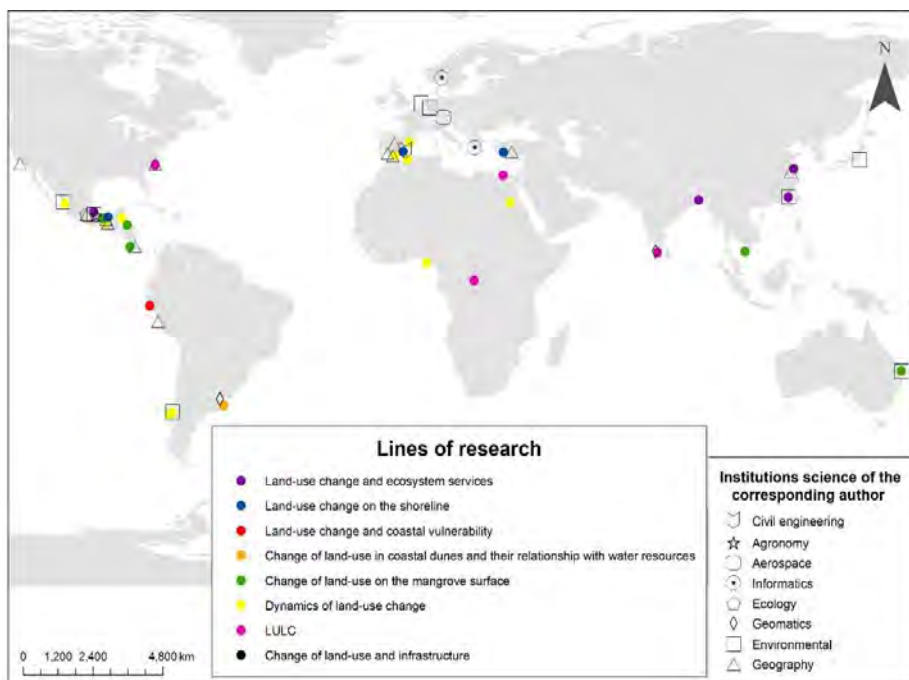 N
Lines of research
Land-use change and ecosystem services
Land-use change on the shoreline
Land-use change and coastal vulnerability
Change of land-use in coastal dunes and their relationship with water resources
Change of land-use on the mangrove surface
Dynamics of land-use change
LULC
Change of land-use and infrastructure
Institutions science of the
corresponding author
Civil engineering
Agronomy
Aerospace
Informatics
Ecology
Geomatics
Environmental
Geography
0 1,200 2,400 4,800 km